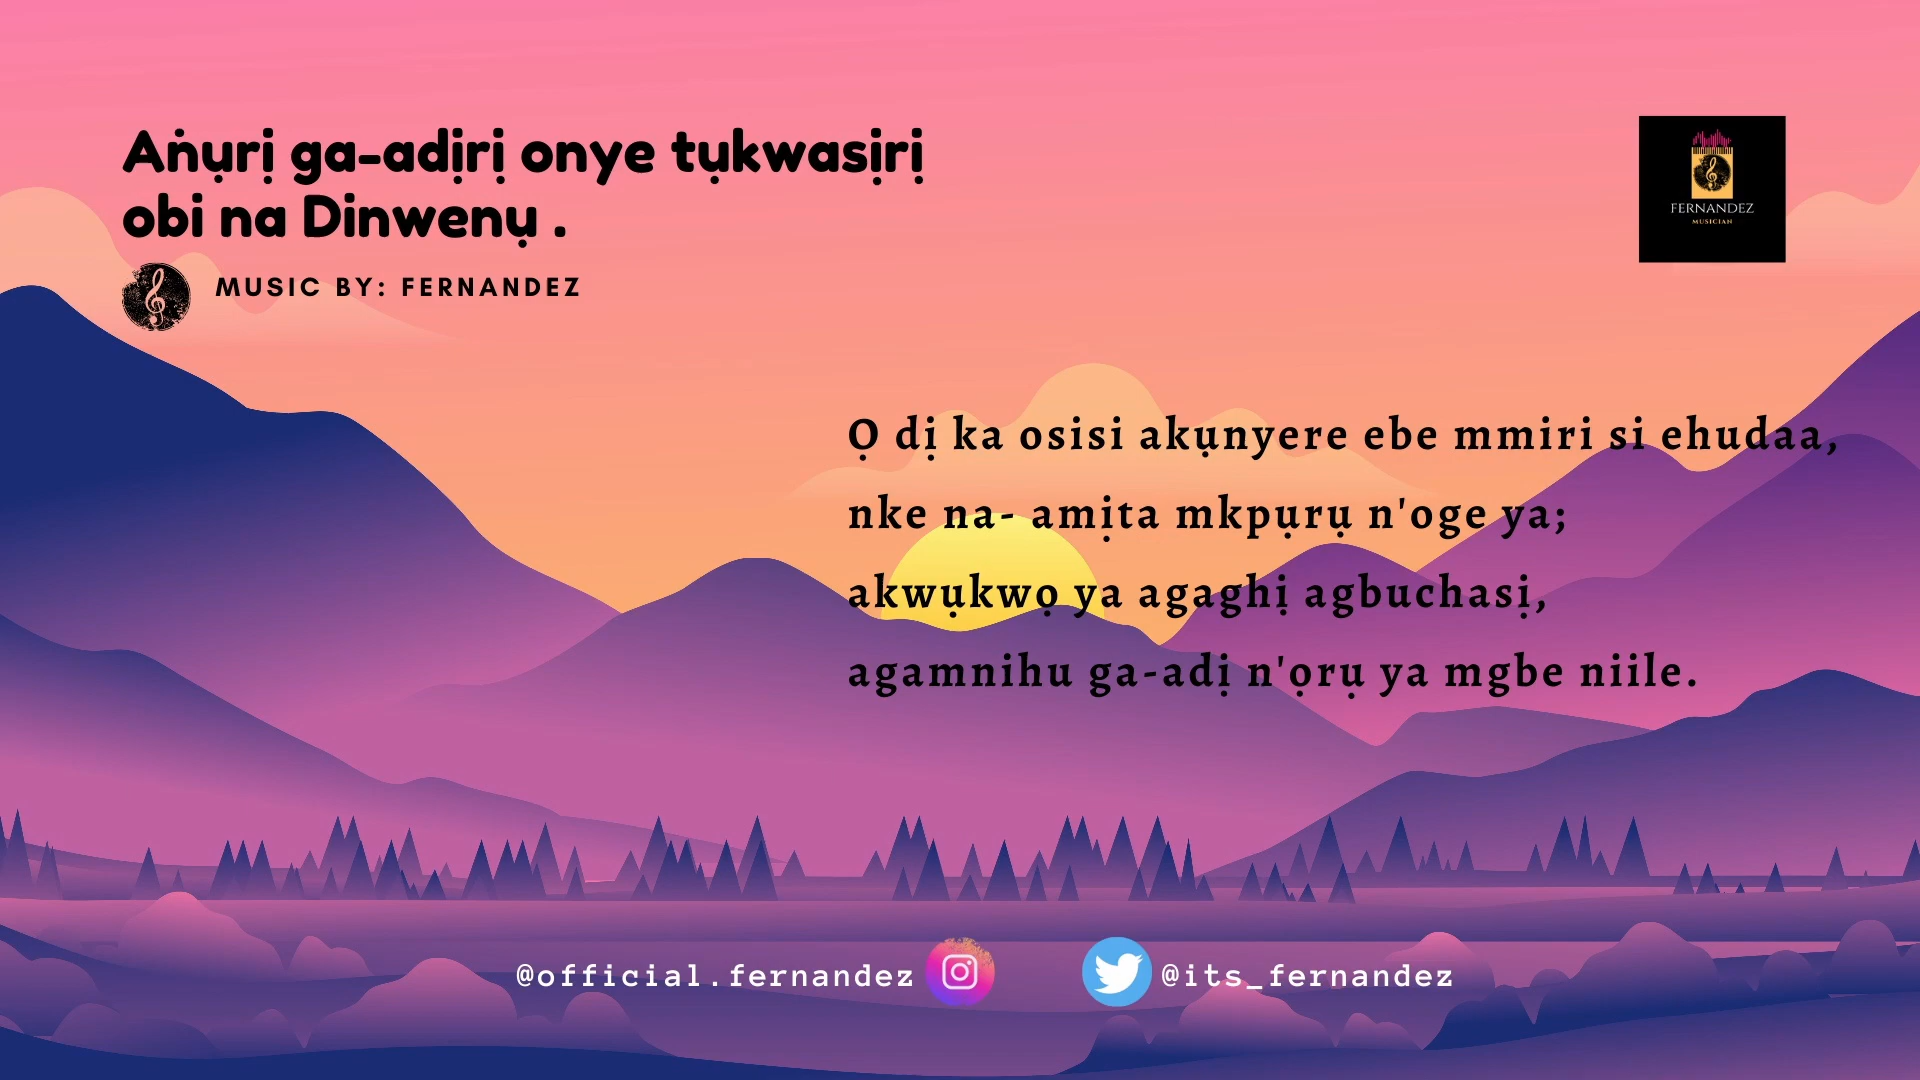 Aṅụrị ga-adịrị onye tụkwasịrị
obi na Dinwenụ .
MUSIC BY: FERNANDEZ
FERNANDEZ
MUSICIAN
Ọ dị ka osisi akụnyere ebe mmiri si ehudaa,
nke na- amịta mkpụrụ n'oge ya;
akwụkwọ ya agaghị agbuchasị,
agamnihu ga-adị n'ọrụ ya mgbe niile.
@official.fernandez
@its_fernandez